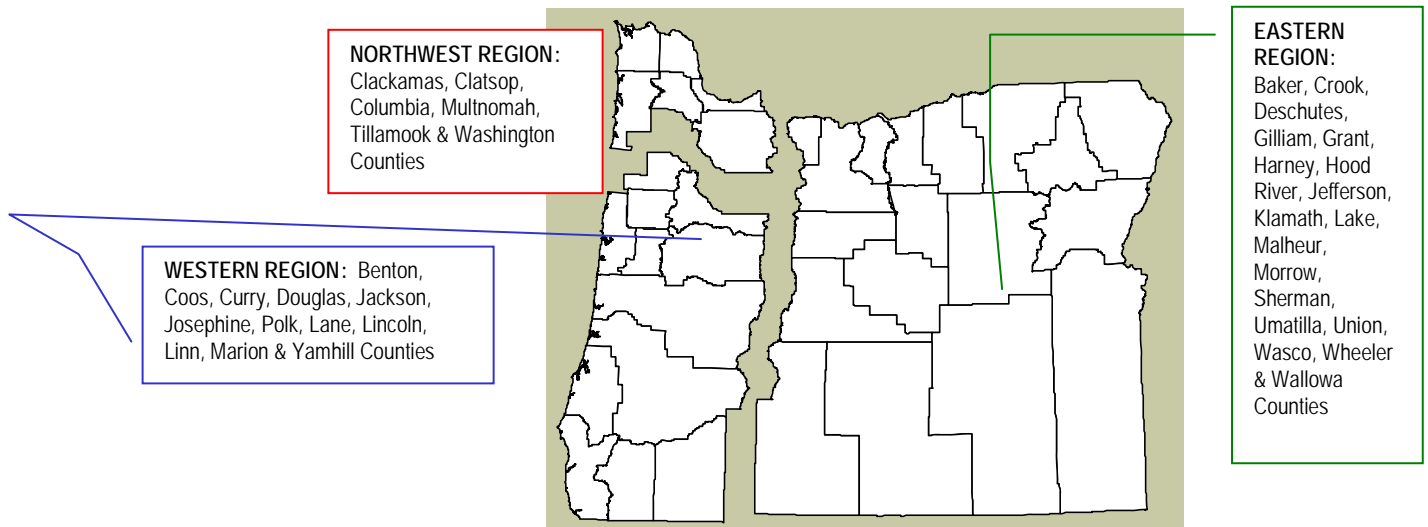 NORTHWEST REGION:
Clackamas, Clatsop,
Columbia, Multnomah,
Tillamook & Washington
Counties
WESTERN REGION: Benton,
Coos, Curry, Douglas, Jackson,
Josephine, Polk, Lane, Lincoln,
Linn, Marion & Yamhill Counties
EASTERN
REGION:
Baker, Crook,
Deschutes,
Gilliam, Grant,
Harney, Hood
River, Jefferson,
Klamath, Lake,
Malheur,
Morrow,
Sherman,
Umatilla, Union,
Wasco, Wheeler
& Wallowa
Counties